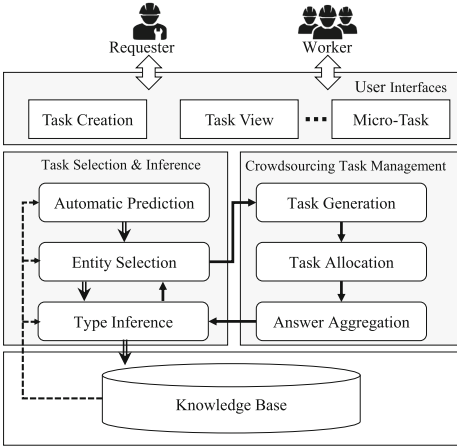 Requester
Worker
User Interfaces
Task Creation
Task View
Micro-Task
Task Selection & Inference
Crowdsourcing Task Management
Automatic Prediction
Task Generation
Entity Selection
Task Allocation
Type Inference
Answer Aggregation
Knowledge Base